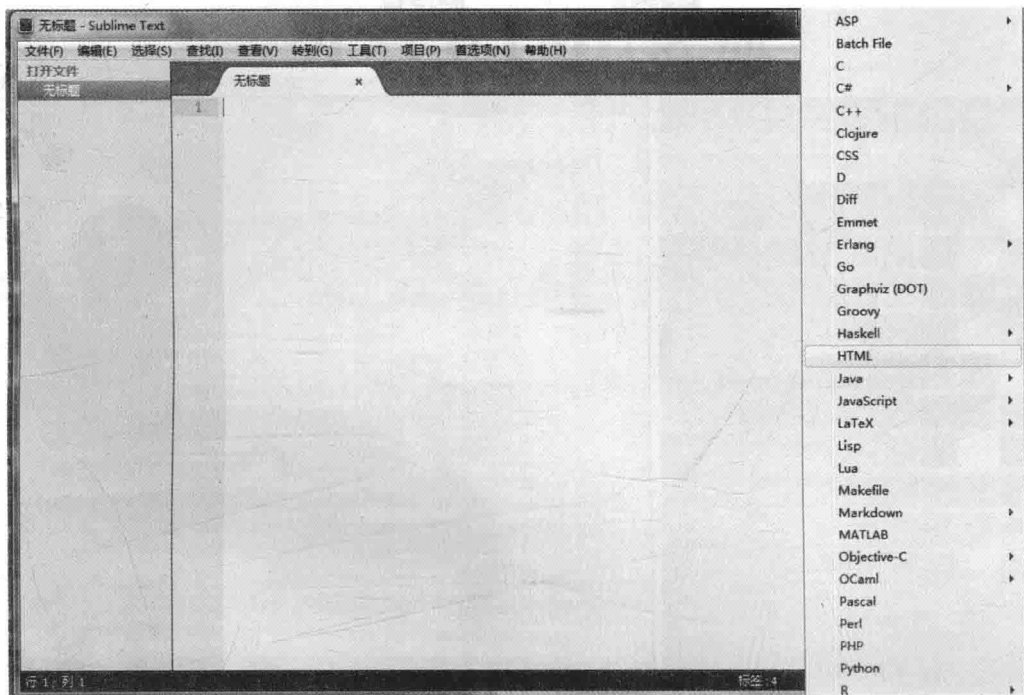 无标题 - Sublime Text
文件(F) 编辑(E) 选择(S) 查找(I) 查看(V) 转到(G) 工具(T) 项目(P) 首选项(N) 帮助(H)
打开文件
无标题
无标题 ×
1
行 1, 列 1 标签: 4
ASP
Batch File
C
C#
C++
Clojure
CSS
D
Diff
Emmet
Erlang
Go
Graphviz (DOT)
Groovy
Haskell
HTML
Java
JavaScript
LaTeX
Lisp
Lua
Makefile
Markdown
MATLAB
Objective-C
OCaml
Pascal
Perl
PHP
Python
R